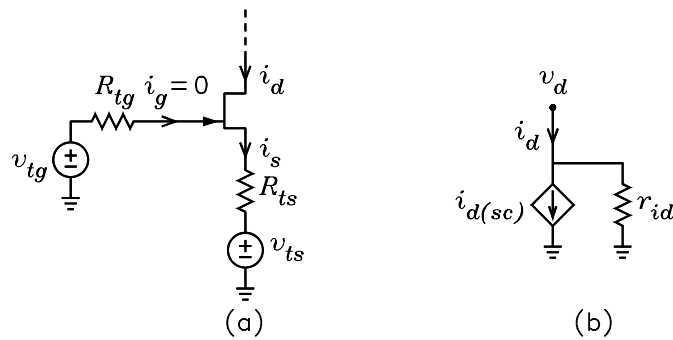 R_tg i_g = 0
i_d
υ_tg
±
i_s
R_ts
±
υ_ts
(a)
υ_d
i_d
i_d(sc)
r_id
(b)